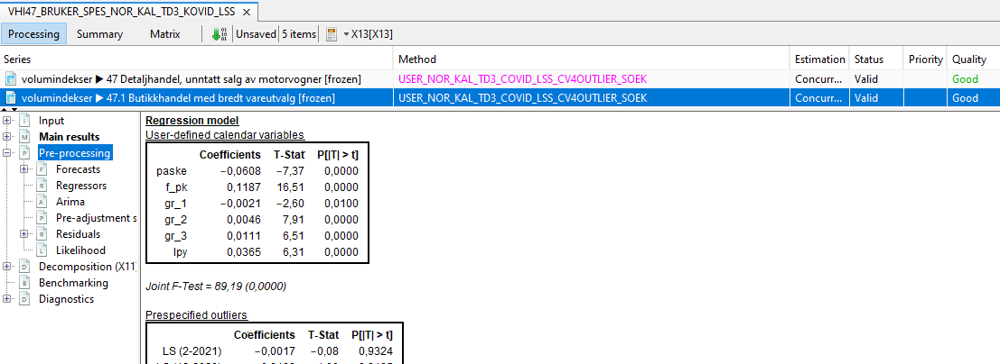 VHI47_BRUKER_SPES_NOR_KAL_TD3_KOVID_LSS ×
Processing Summary Matrix Unsaved 5 items X13[X13]
Series Method Estimation Status Priority Quality
volumindekser ▶ 47 Detaljhandel, unntatt salg av motorvogner [frozen] USER_NOR_KAL_TD3_COVID_LSS_CV4OUTLIER_SOEK Concurr... Valid Good
volumindekser ▶ 47.1 Butikkhandel med bredt vareutvalg [frozen] USER_NOR_KAL_TD3_COVID_LSS_CV4OUTLIER_SOEK Concurr... Valid Good
Input
Main results
Pre-processing
Forecasts
Regressors
Arima
Pre-adjustment s
Residuals
Likelihood
Decomposition (X11)
Benchmarking
Diagnostics
Regression model
User-defined calendar variables
Coefficients T-Stat P[|T| > t]
paske −0,0608 −7,37 0,0000
f_pk 0,1187 16,51 0,0000
gr_1 −0,0021 −2,60 0,0100
gr_2 0,0046 7,91 0,0000
gr_3 0,0111 6,51 0,0000
lpy 0,0365 6,31 0,0000
Joint F-Test = 89,19 (0,0000)
Prespecified outliers
Coefficients T-Stat P[|T| > t]
LS (2-2021) −0,0017 −0,08 0,9324